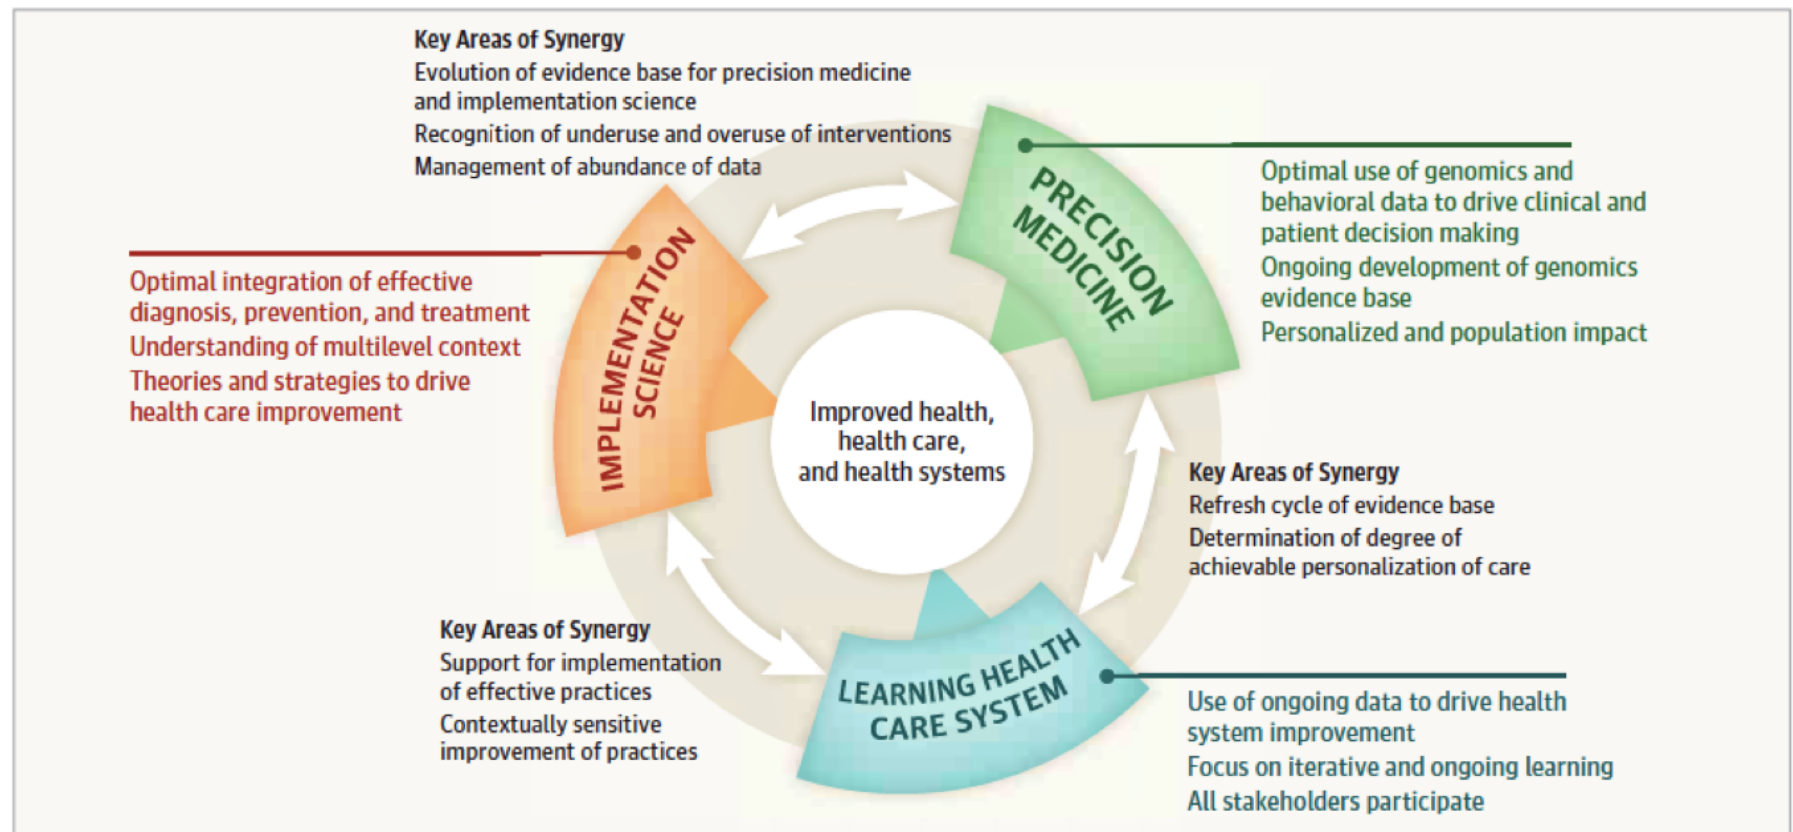 Key Areas of Synergy
Evolution of evidence base for precision medicine
and implementation science
Recognition of underuse and overuse of interventions
Management of abundance of data
PRECISION
MEDICINE
Optimal use of genomics and
behavioral data to drive clinical and
patient decision making
Ongoing development of genomics
evidence base
Personalized and population impact
IMPLEMENTATION
SCIENCE
Optimal integration of effective
diagnosis, prevention, and treatment
Understanding of multilevel context
Theories and strategies to drive
health care improvement
Improved health,
health care,
and health systems
Key Areas of Synergy
Refresh cycle of evidence base
Determination of degree of
achievable personalization of care
Key Areas of Synergy
Support for implementation
of effective practices
Contextually sensitive
improvement of practices
LEARNING HEALTH
CARE SYSTEM
Use of ongoing data to drive health
system improvement
Focus on iterative and ongoing learning
All stakeholders participate